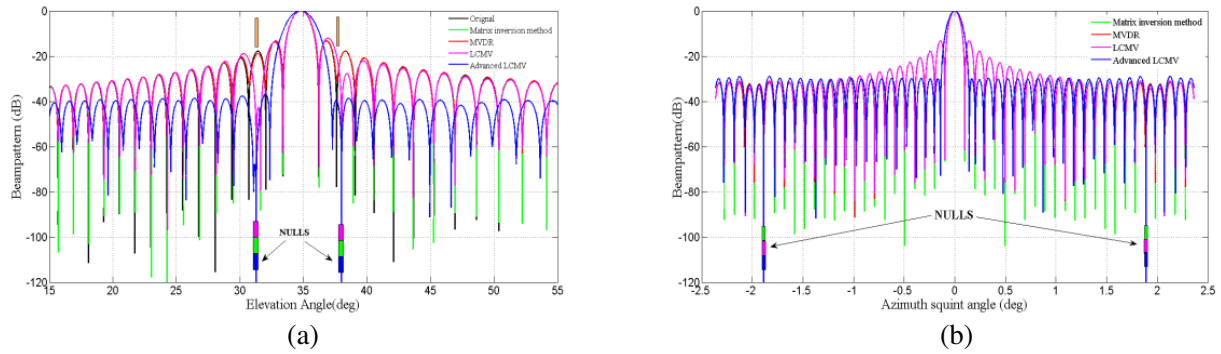 0
-20
-40
-60
-80
-100
-120
Beampattern (dB)
15
20
25
30
35
40
45
50
55
Elevation Angle(deg)
Orignal
Matrix inversion method
MVDR
LCMV
Advanced LCMV
NULLS
(a)
0
-20
-40
-60
-80
-100
-120
Beampattern(dB)
-2.5
-2
-1.5
-1
-0.5
0
0.5
1
1.5
2
2.5
Azimuth squint angle (deg)
Matrix inversion method
MVDR
LCMV
Advanced LCMV
NULLS
(b)